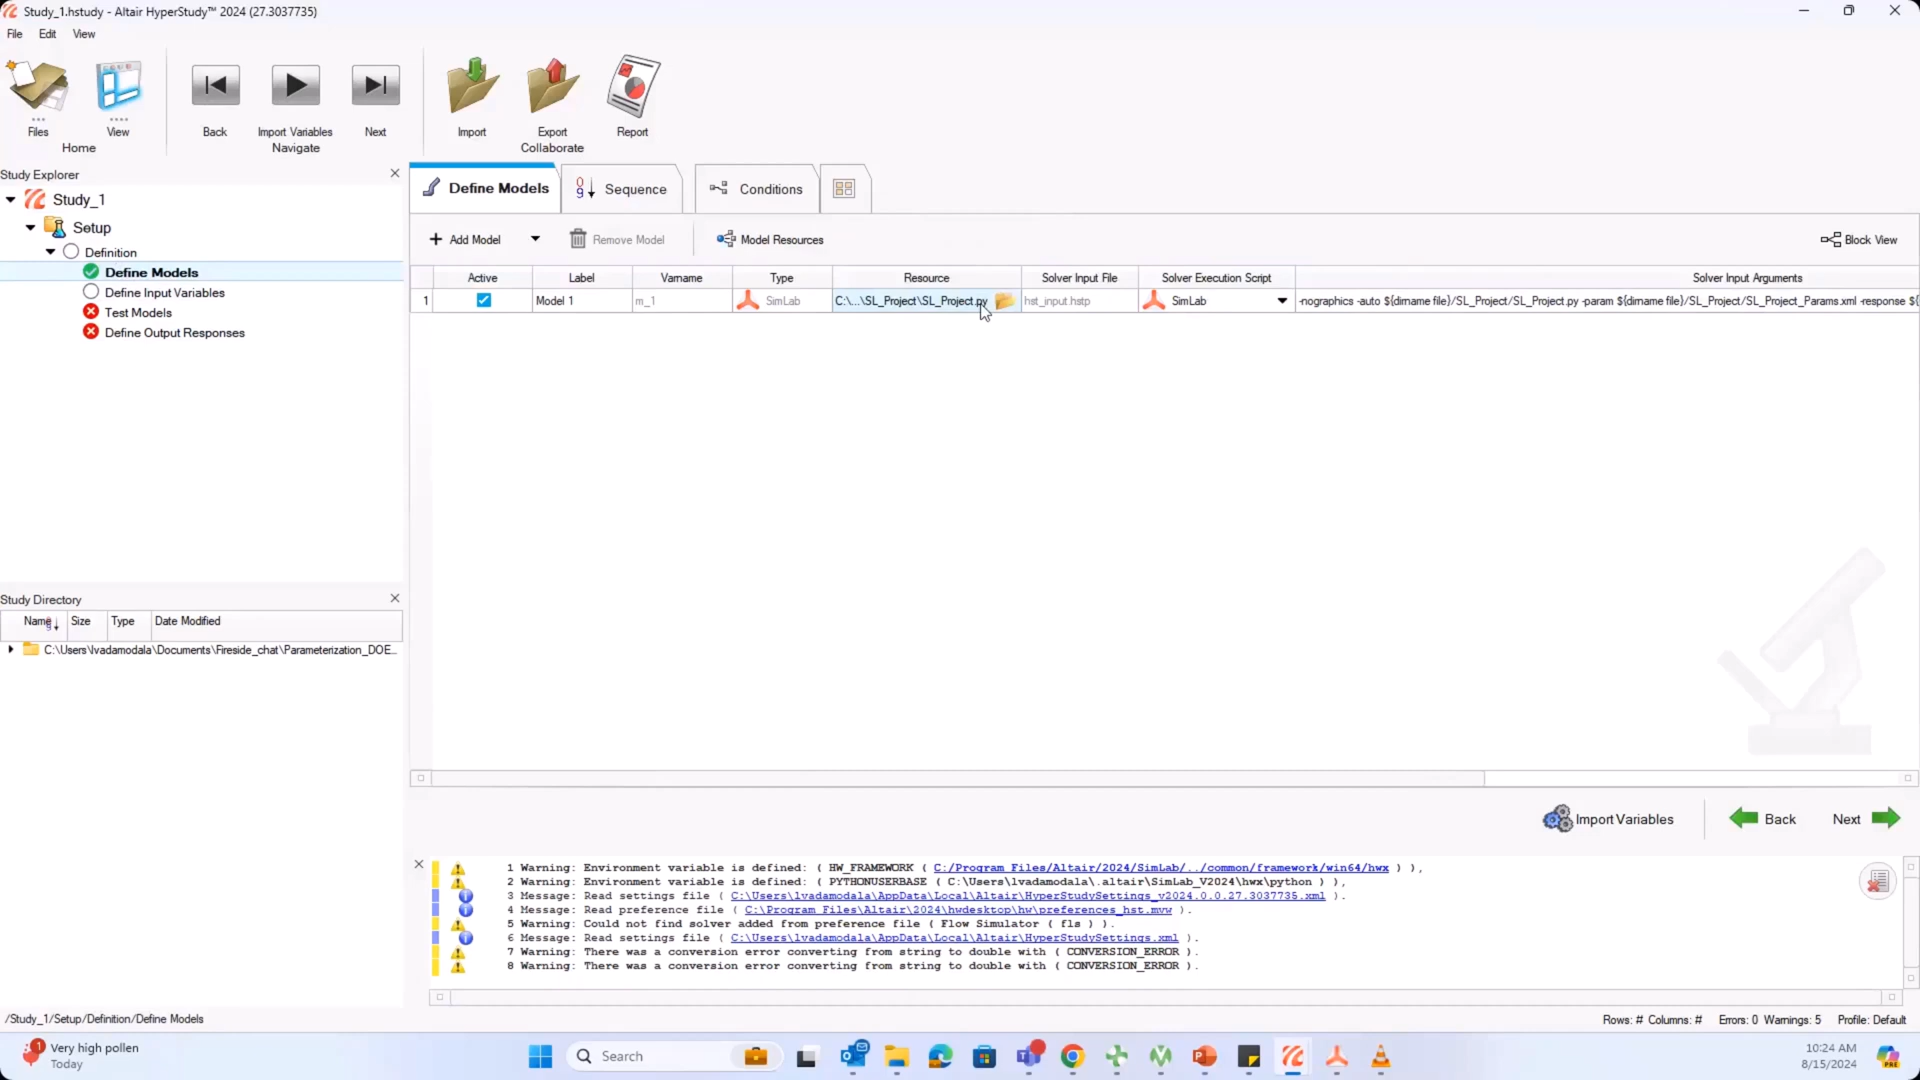 Study_1.hstudy - Altair HyperStudy™ 2024 (27.3037735)
File Edit View
Files View Back Import Variables Next Import Export Report
Home Navigate Collaborate
Study Explorer
Study_1
Setup
Definition
Define Models
Define Input Variables
Test Models
Define Output Responses
Define Models Sequence Conditions
Add Model Remove Model Model Resources Block View
Active Label Varname Type Resource Solver Input File Solver Execution Script Solver Input Arguments
1 Model 1 m_1 SimLab C:\...\SL_Project\SL_Project.py hst_input.hstp SimLab -nographics -auto ${dirname file}/SL_Project/SL_Project.py -param ${dirname file}/SL_Project/SL_Project_Params.xml -response ${
Study Directory
Name Size Type Date Modified
C:\Users\lvadamodala\Documents\Fireside_chat\Parameterization_DOE...
Import Variables Back Next
1 Warning: Environment variable is defined: ( HW_FRAMEWORK ( C:/Program Files/Altair/2024/SimLab/../common/framework/win64/hwx ) ),
2 Warning: Environment variable is defined: ( PYTHONUSERBASE ( C:\Users\lvadamodala\.altair\SimLab_V2024\hwx\python ) ),
3 Message: Read settings file ( C:\Users\lvadamodala\AppData\Local\Altair\HyperStudySettings_v2024.0.0.27.3037735.xml ).
4 Message: Read preference file ( C:\Program Files\Altair\2024\hwdesktop\hw\preferences_hst.mvw ).
5 Warning: Could not find solver added from preference file ( Flow Simulator ( fls ) ).
6 Message: Read settings file ( C:\Users\lvadamodala\AppData\Local\Altair\HyperStudySettings.xml ).
7 Warning: There was a conversion error converting from string to double with ( CONVERSION_ERROR ).
8 Warning: There was a conversion error converting from string to double with ( CONVERSION_ERROR ).
/Study_1/Setup/Definition/Define Models
Rows: # Columns: # Errors: 0 Warnings: 5 Profile: Default
1 Very high pollen
Today
Search
10:24 AM
8/15/2024